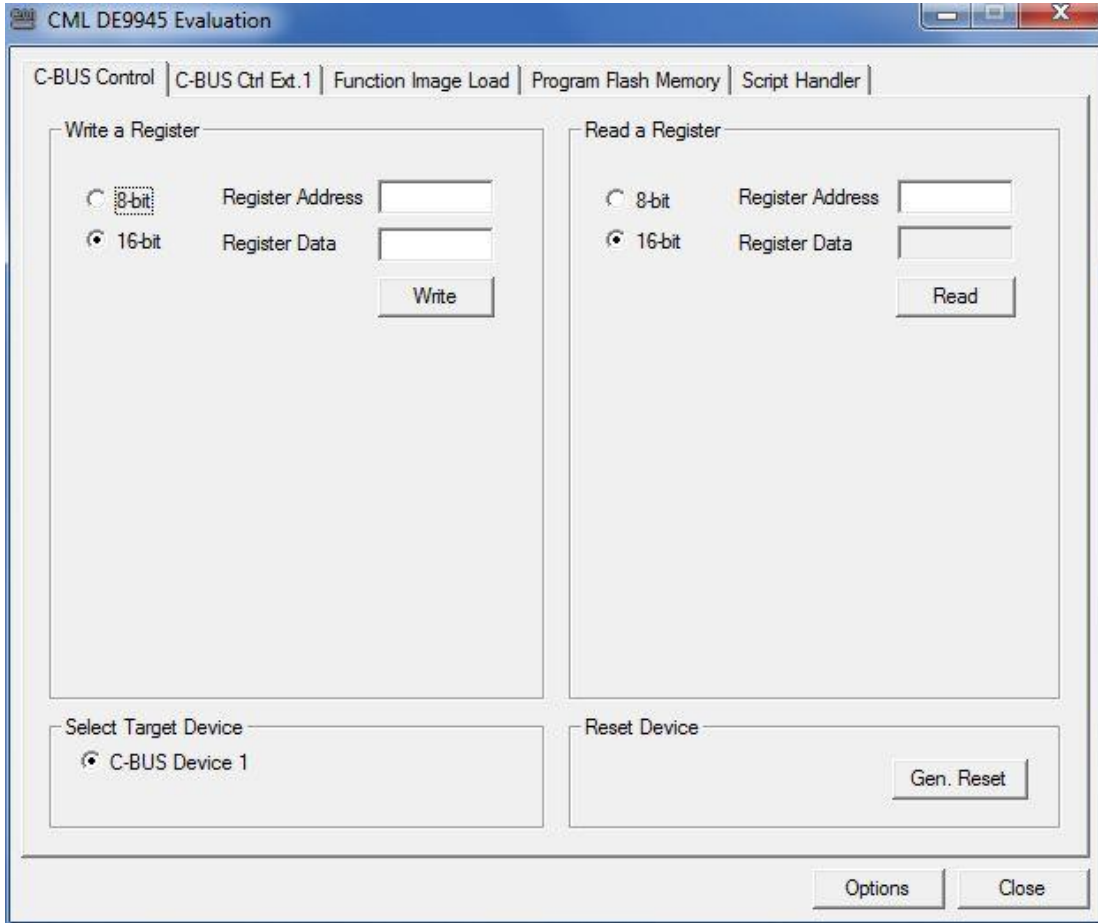 CML DE9945 Evaluation
C-BUS Control
C-BUS Ctrl Ext.1
Function Image Load
Program Flash Memory
Script Handler
Write a Register
8-bit
Register Address
16-bit
Register Data
Write
Read a Register
8-bit
Register Address
16-bit
Register Data
Read
Select Target Device
C-BUS Device 1
Reset Device
Gen. Reset
Options
Close